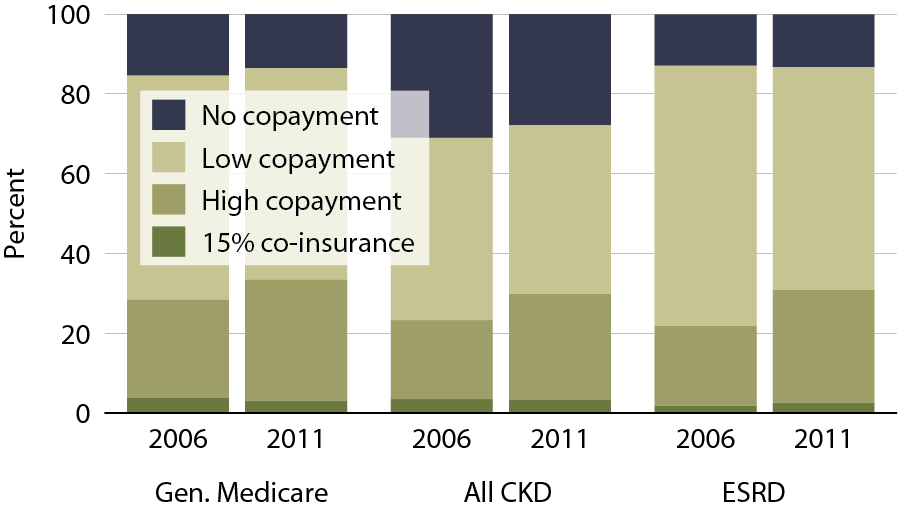 100
80
60
40
20
0
Percent
No copayment
Low copayment
High copayment
15% co-insurance
2006 2011 2006 2011 2006 2011
Gen. Medicare All CKD ESRD